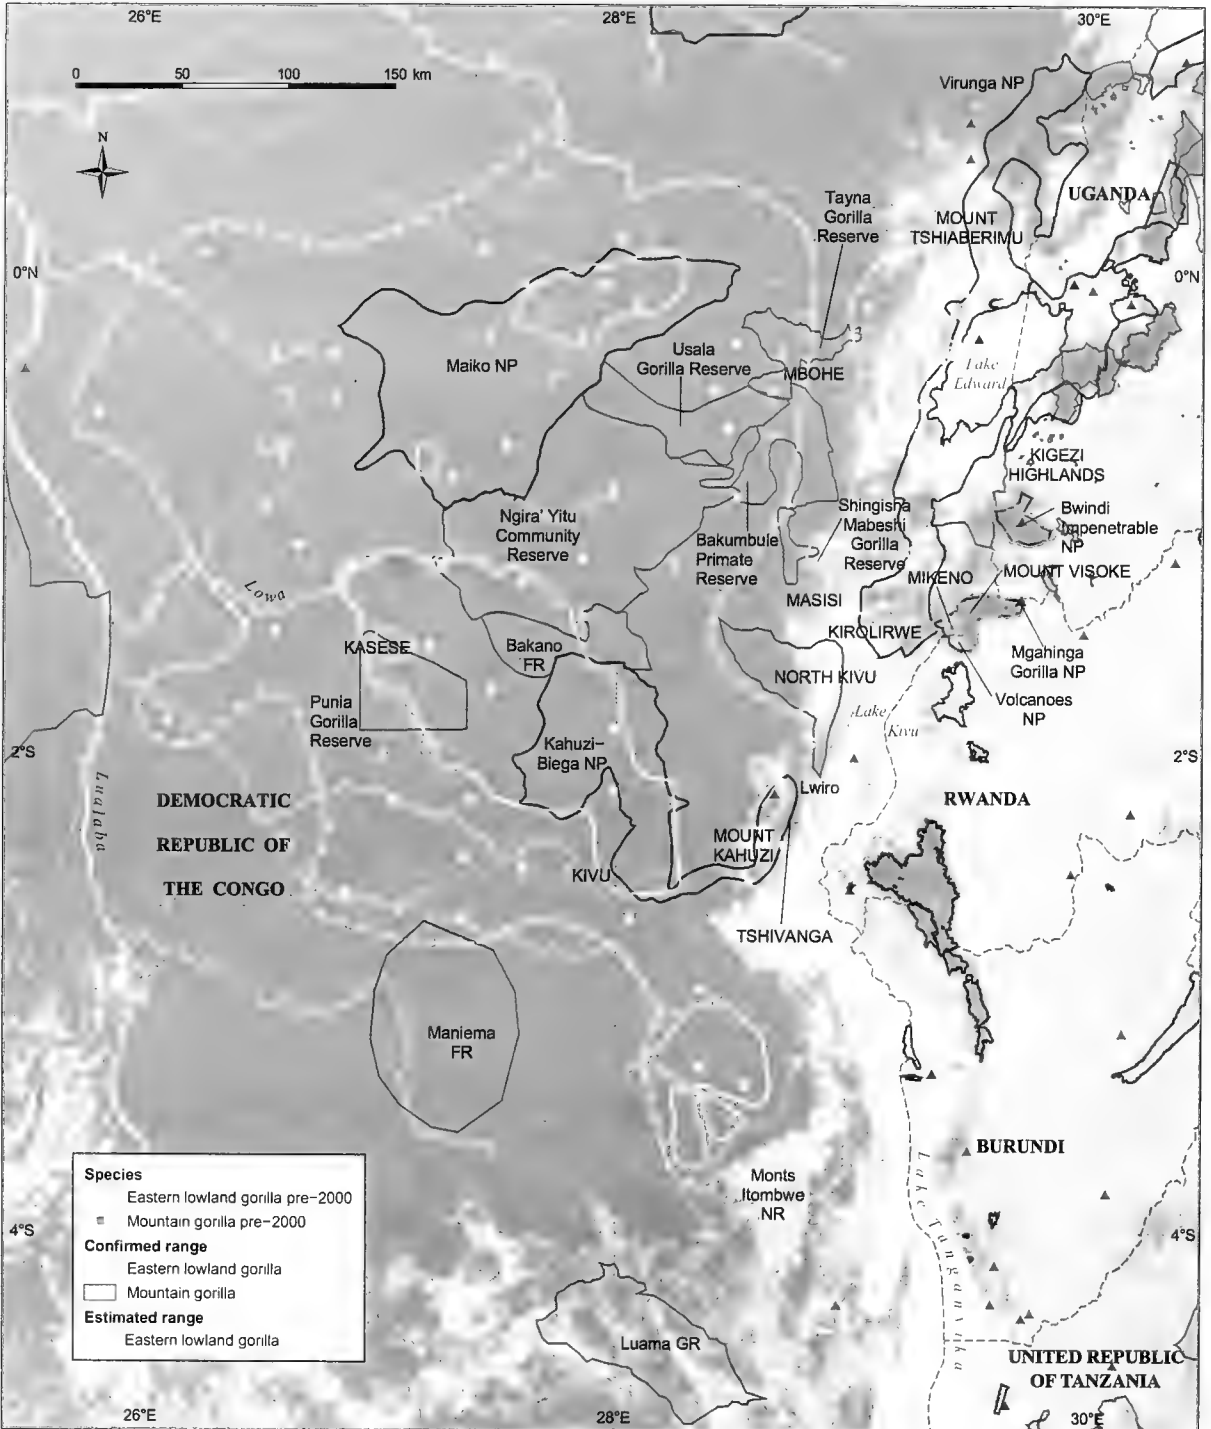 26°E
28°E
30°E
0
50
100
150 km
N
Virunga NP
UGANDA
Tayna
Gorilla
Reserve
MOUNT
TSHIABERIMU
0°N
0°N
Maiko NP
Usala
Gorilla Reserve
MBOHE
Lake
Edward
KIGEZI
HIGHLANDS
Ngira' Yitu
Community
Reserve
Bakumbule
Primate
Reserve
Shingisha
Mabeshi
Gorilla
Reserve
Bwindi
Impenetrable
NP
Lowa
MIKENO
MOUNT VISOKE
MASISI
KIROLIRWE
KASESE
Bakano
FR
NORTH KIVU
Mgahinga
Gorilla NP
Punia
Gorilla
Reserve
Volcanoes
NP
Lake
Kivu
Kahuzi-
Biega NP
2°S
2°S
Lualaba
Lwiro
DEMOCRATIC
REPUBLIC OF
THE CONGO
RWANDA
MOUNT
KAHUZI
KIVU
TSHIVANGA
Maniema
FR
BURUNDI
Lake Tanganyika
Monts
Itombwe
NR
Species
Eastern lowland gorilla pre-2000
Mountain gorilla pre-2000
Confirmed range
Eastern lowland gorilla
Mountain gorilla
Estimated range
Eastern lowland gorilla
4°S
4°S
Luama GR
UNITED REPUBLIC
OF TANZANIA
26°E
28°E
30°E